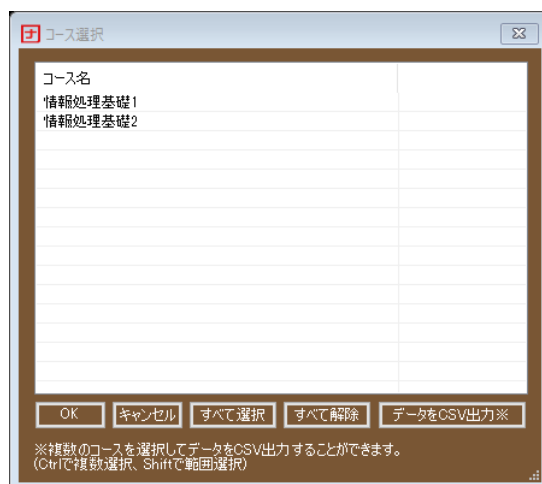 ナ コース選択
コース名
情報処理基礎1
情報処理基礎2
OK キャンセル すべて選択 すべて解除 データをCSV出力※
※複数のコースを選択してデータをCSV出力することができます。
(Ctrlで複数選択、Shiftで範囲選択)